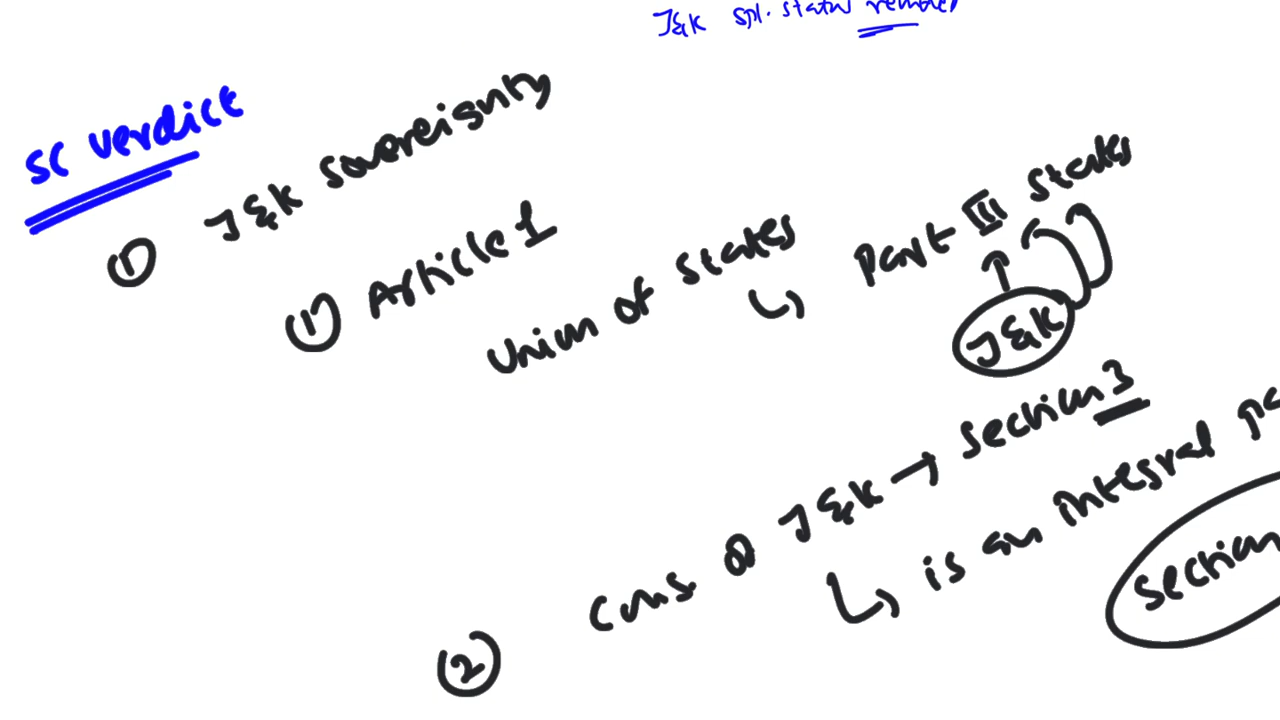 J&K spl. status
SC verdict
① J&K sovereignty
① Article 1
Union of states
↳ Part III states
J&K
② Cons of J&K → Section 3
↳ is an integral
Section